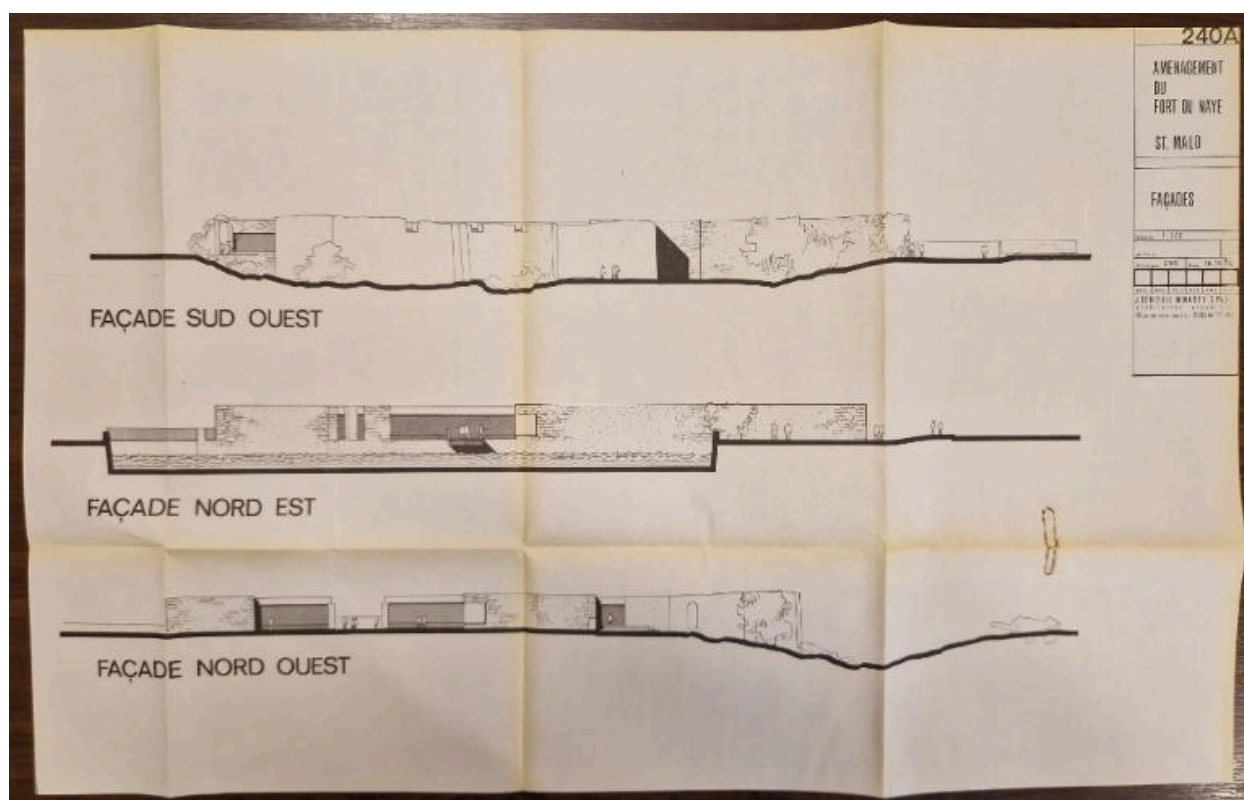 240A
AMENAGEMENT
DU
FORT DU NAYE
ST. MALO
FAÇADES
FAÇADE SUD OUEST
FAÇADE NORD EST
FAÇADE NORD OUEST